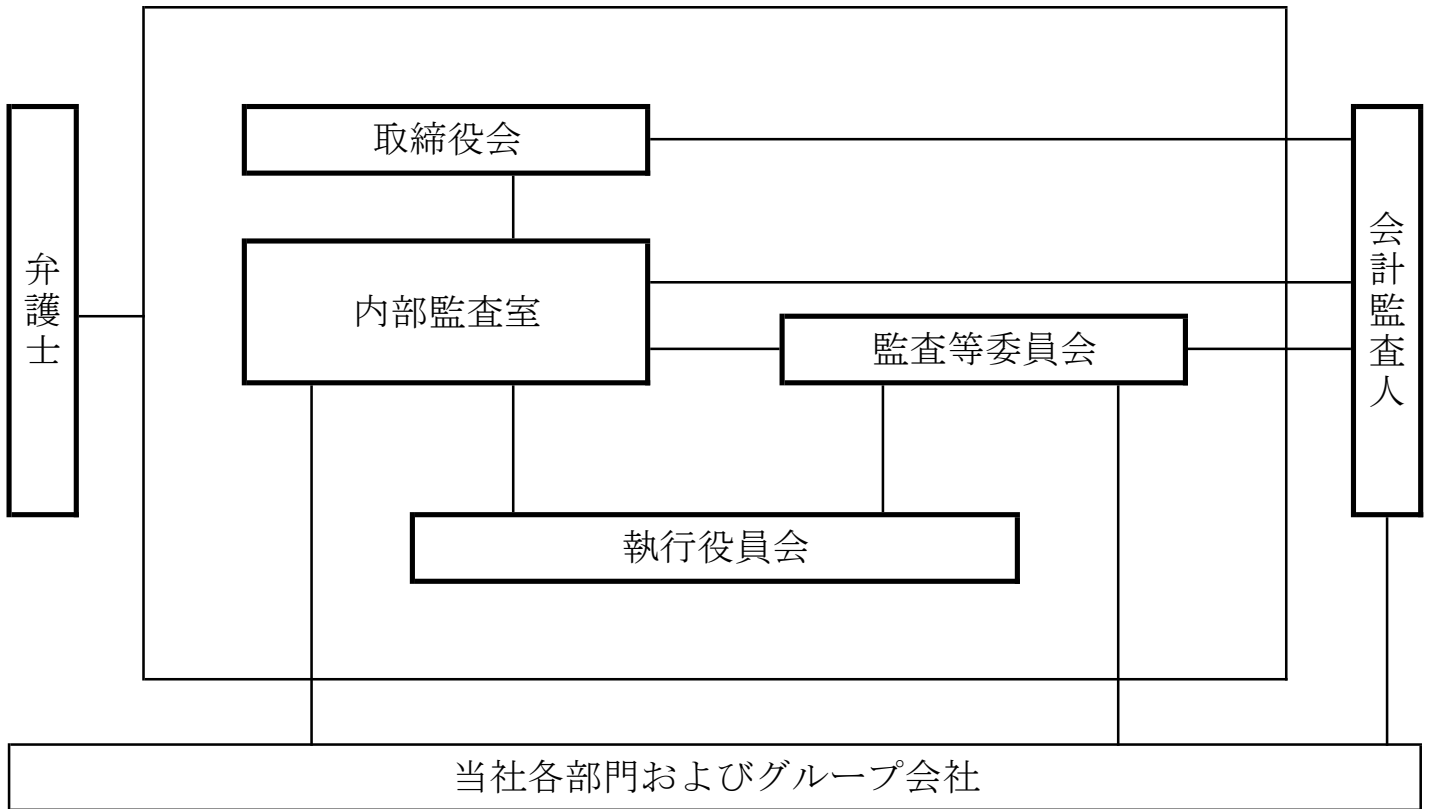 取締役会
弁護士
内部監査室
監査等委員会
会計監査人
執行役員会
当社各部門およびグループ会社